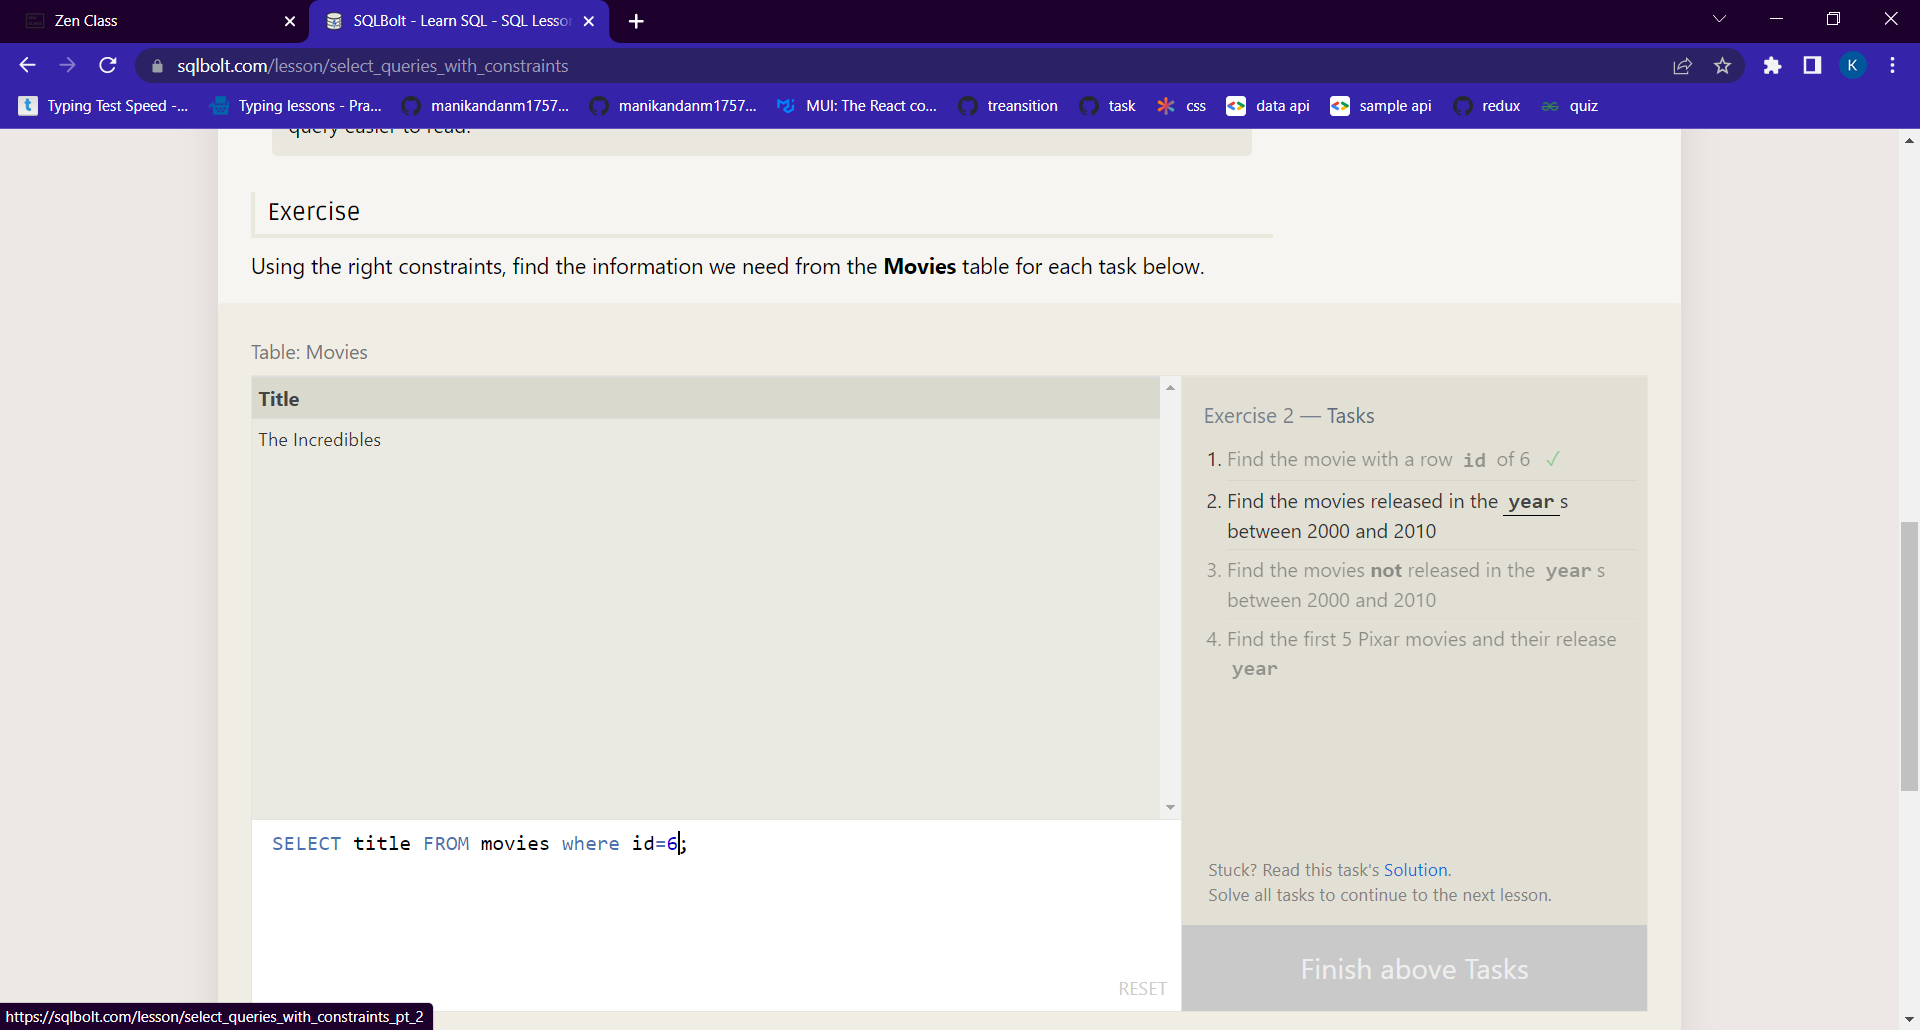 Zen Class
SQLBolt - Learn SQL - SQL Lesso
sqlbolt.com/lesson/select_queries_with_constraints
K
Typing Test Speed -...
Typing lessons - Pra...
manikandanm1757...
manikandanm1757...
MUI: The React co...
treansition
task
css
data api
sample api
redux
quiz
query easier to read.
Exercise
Using the right constraints, find the information we need from the Movies table for each task below.
Table: Movies
Title
The Incredibles
Exercise 2 — Tasks
1. Find the movie with a row id of 6 ✓
2. Find the movies released in the year s
between 2000 and 2010
3. Find the movies not released in the year s
between 2000 and 2010
4. Find the first 5 Pixar movies and their release
year
SELECT title FROM movies where id=6;
Stuck? Read this task's Solution.
Solve all tasks to continue to the next lesson.
RESET
Finish above Tasks
https://sqlbolt.com/lesson/select_queries_with_constraints_pt_2